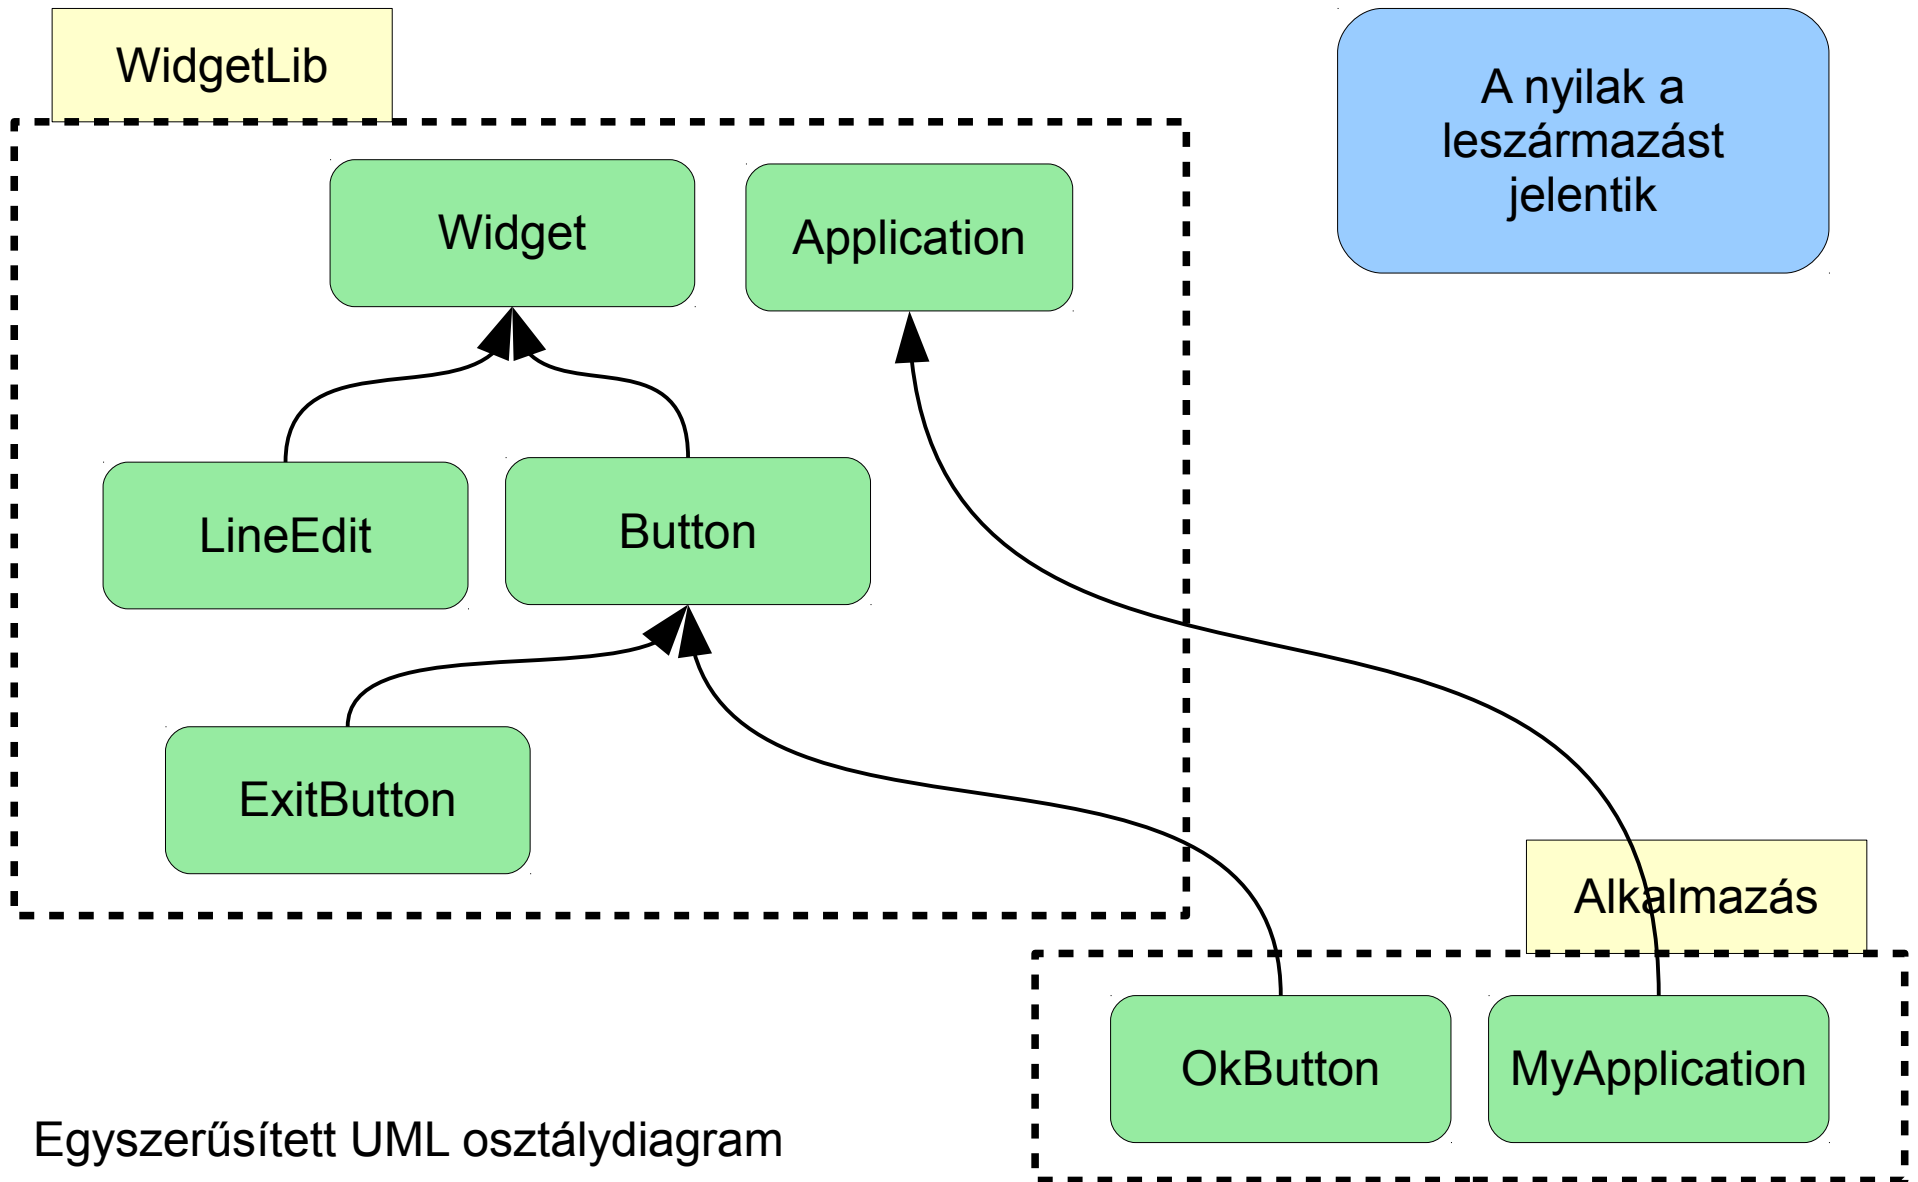 WidgetLib
A nyilak a
leszármazást
jelentik
Widget
Application
LineEdit
Button
ExitButton
Alkalmazás
OkButton
MyApplication
Egyszerűsített UML osztálydiagram